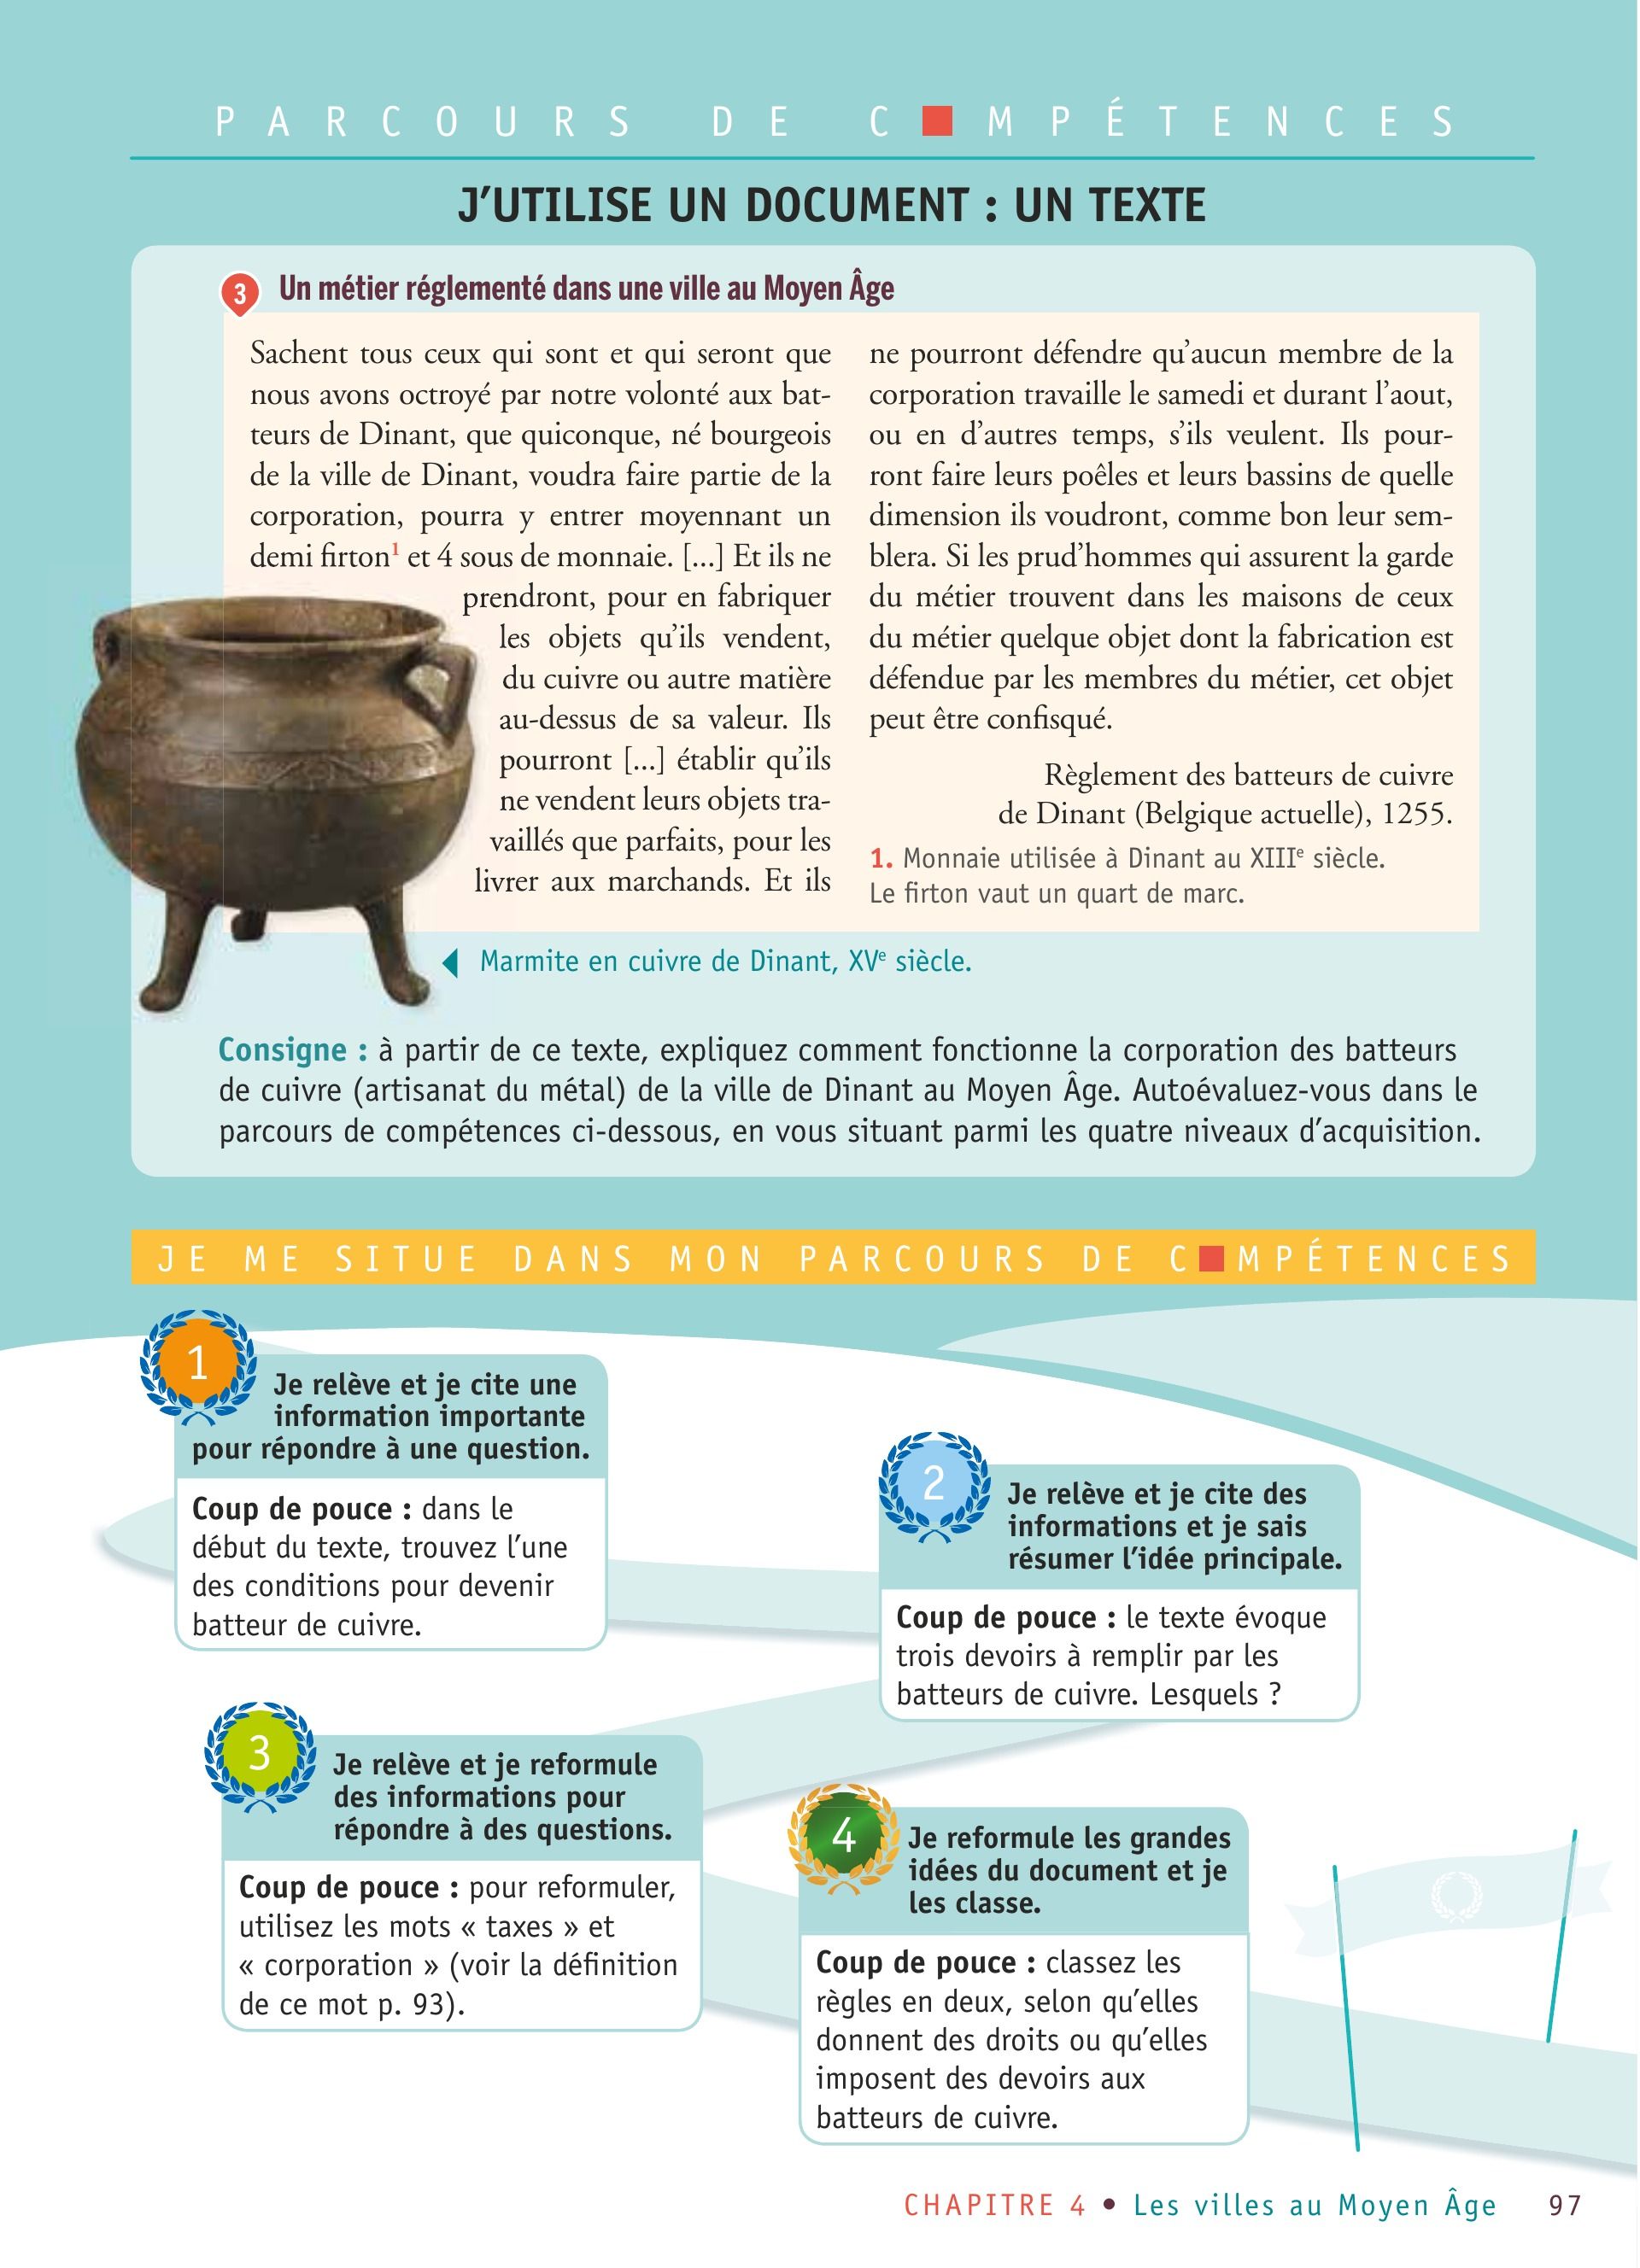 PARCOURS DE C■MPÉTENCES
J'UTILISE UN DOCUMENT : UN TEXTE
3 Un métier réglementé dans une ville au Moyen Âge
Sachent tous ceux qui sont et qui seront que
nous avons octroyé par notre volonté aux bat-
teurs de Dinant, que quiconque, né bourgeois
de la ville de Dinant, voudra faire partie de la
corporation, pourra y entrer moyennant un
demi firton¹ et 4 sous de monnaie. [...] Et ils ne
prendront, pour en fabriquer
les objets qu'ils vendent,
du cuivre ou autre matière
au-dessus de sa valeur. Ils
pourront [...] établir qu'ils
ne vendent leurs objets tra-
vaillés que parfaits, pour les
livrer aux marchands. Et ils
ne pourront défendre qu'aucun membre de la
corporation travaille le samedi et durant l'aout,
ou en d'autres temps, s'ils veulent. Ils pour-
ront faire leurs poêles et leurs bassins de quelle
dimension ils voudront, comme bon leur sem-
blera. Si les prud'hommes qui assurent la garde
du métier trouvent dans les maisons de ceux
du métier quelque objet dont la fabrication est
défendue par les membres du métier, cet objet
peut être confisqué.
Règlement des batteurs de cuivre
de Dinant (Belgique actuelle), 1255.
1. Monnaie utilisée à Dinant au XIIIe siècle.
Le firton vaut un quart de marc.
Marmite en cuivre de Dinant, XVe siècle.
Consigne : à partir de ce texte, expliquez comment fonctionne la corporation des batteurs
de cuivre (artisanat du métal) de la ville de Dinant au Moyen Âge. Autoévaluez-vous dans le
parcours de compétences ci-dessous, en vous situant parmi les quatre niveaux d'acquisition.
JE ME SITUE DANS MON PARCOURS DE C■MPÉTENCES
1
Je relève et je cite une
information importante
pour répondre à une question.
Coup de pouce : dans le
début du texte, trouvez l'une
des conditions pour devenir
batteur de cuivre.
2
Je relève et je cite des
informations et je sais
résumer l'idée principale.
Coup de pouce : le texte évoque
trois devoirs à remplir par les
batteurs de cuivre. Lesquels ?
3
Je relève et je reformule
des informations pour
répondre à des questions.
Coup de pouce : pour reformuler,
utilisez les mots « taxes » et
« corporation » (voir la définition
de ce mot p. 93).
4
Je reformule les grandes
idées du document et je
les classe.
Coup de pouce : classez les
règles en deux, selon qu'elles
donnent des droits ou qu'elles
imposent des devoirs aux
batteurs de cuivre.
CHAPITRE 4 • Les villes au Moyen Âge 97